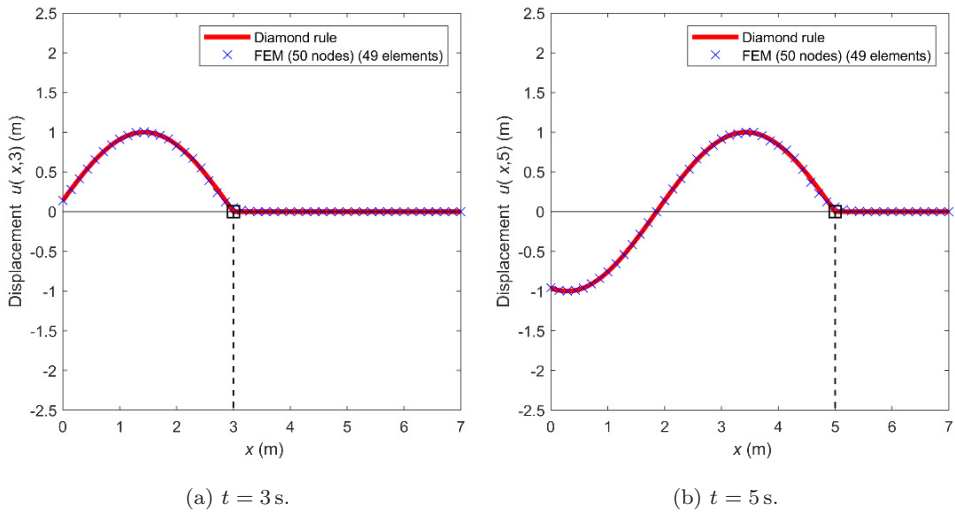 2.5
2
1.5
1
0.5
0
-0.5
-1
-1.5
-2
-2.5
Displacement u( x,3) (m)
Diamond rule
FEM (50 nodes) (49 elements)
0 1 2 3 4 5 6 7
x (m)
(a) t = 3 s.
2.5
2
1.5
1
0.5
0
-0.5
-1
-1.5
-2
-2.5
Displacement u( x,5) (m)
Diamond rule
FEM (50 nodes) (49 elements)
0 1 2 3 4 5 6 7
x (m)
(b) t = 5 s.